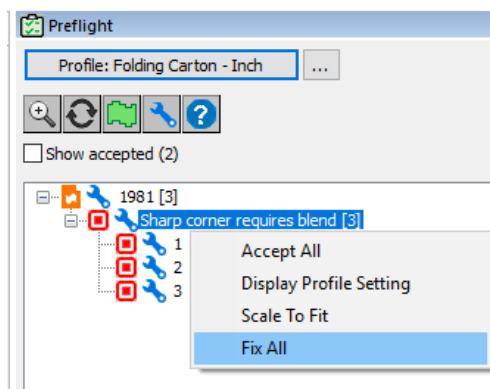 Preflight
Profile: Folding Carton - Inch ...
?
Show accepted (2)
1981 [3]
Sharp corner requires blend [3]
1
2
3
Accept All
Display Profile Setting
Scale To Fit
Fix All